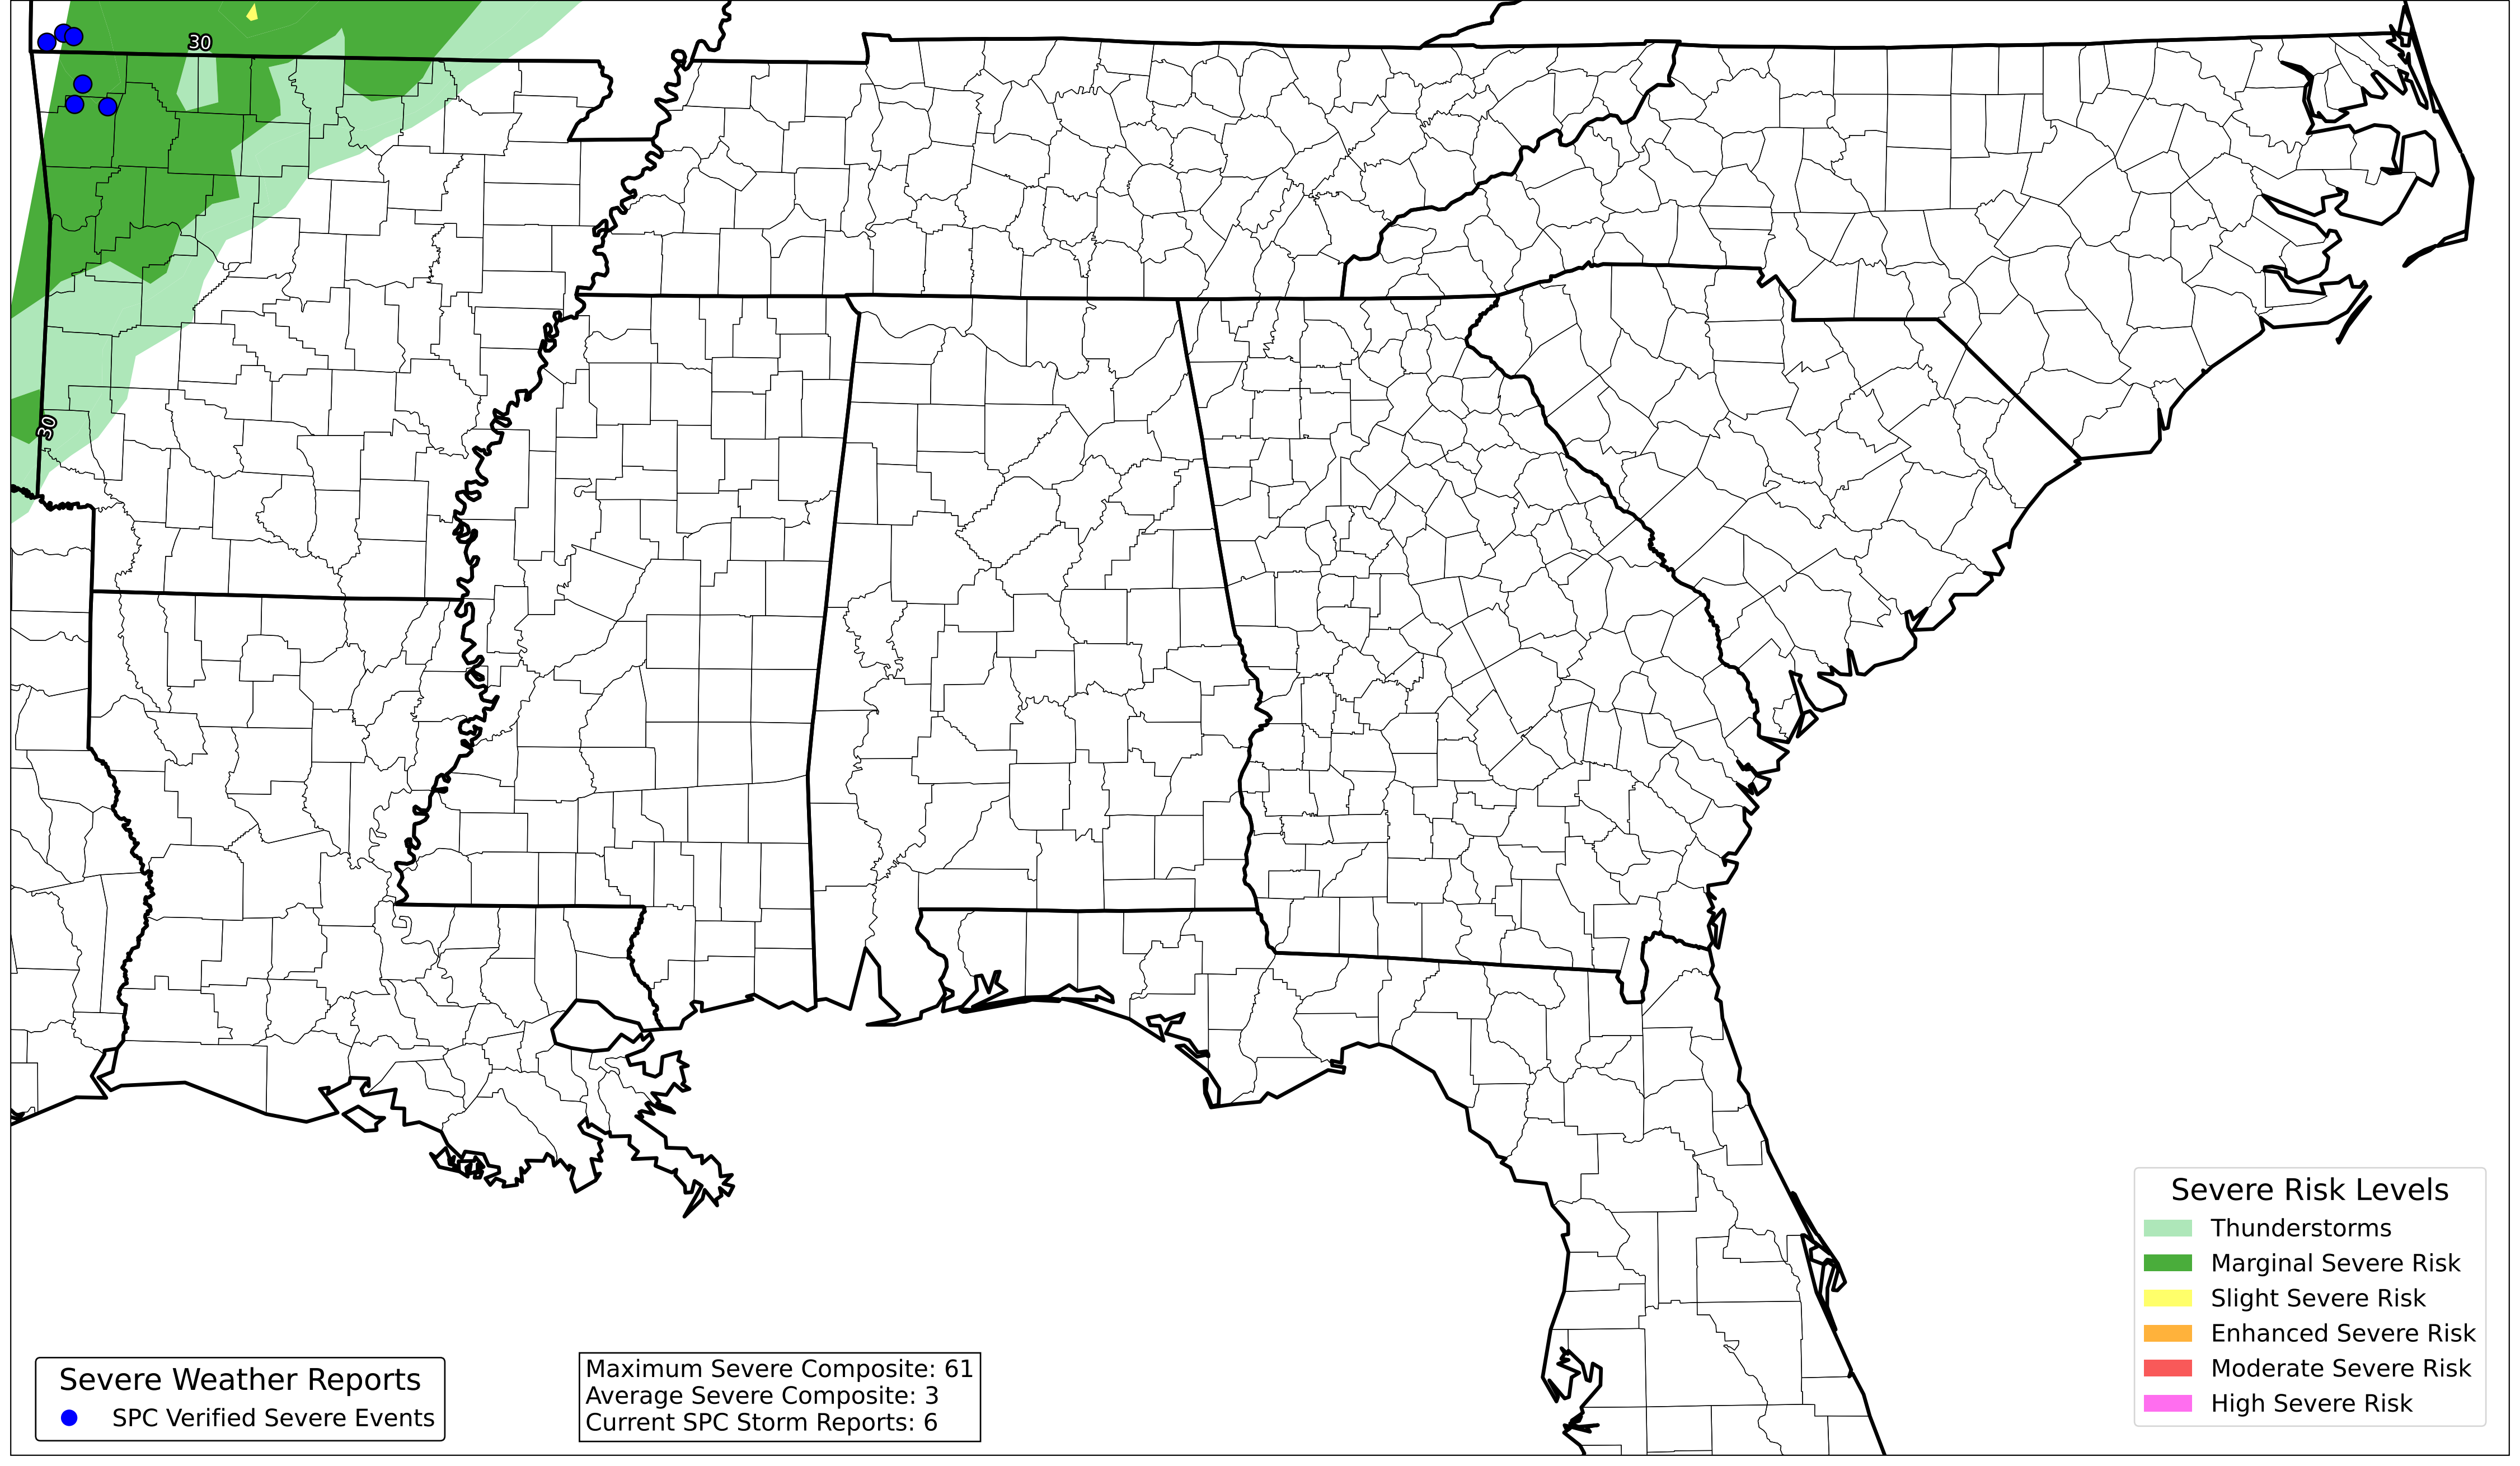 30
30
Severe Risk Levels
Thunderstorms
Marginal Severe Risk
Slight Severe Risk
Enhanced Severe Risk
Moderate Severe Risk
High Severe Risk
Severe Weather Reports
SPC Verified Severe Events
Maximum Severe Composite: 61
Average Severe Composite: 3
Current SPC Storm Reports: 6